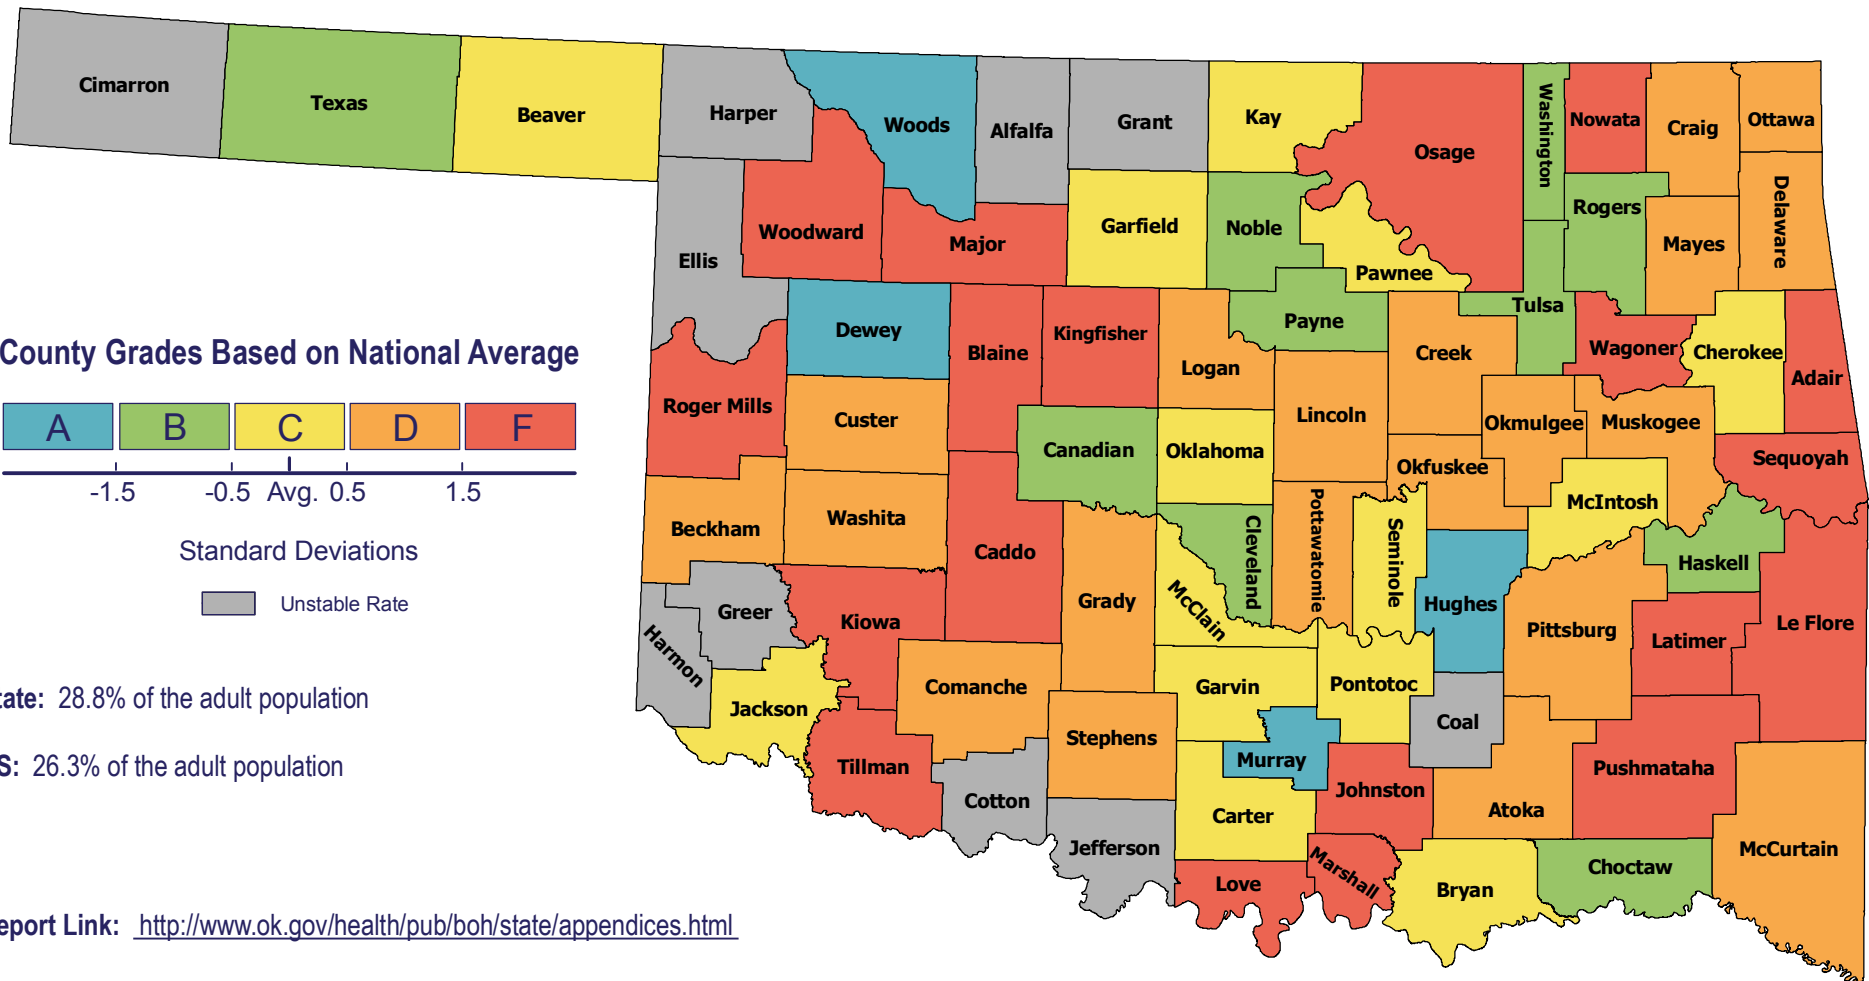 Cimarron
Texas
Beaver
Harper
Woods
Alfalfa
Grant
Kay
Osage
Washington
Nowata
Craig
Ottawa
Ellis
Woodward
Major
Garfield
Noble
Pawnee
Rogers
Mayes
Delaware
Dewey
Blaine
Kingfisher
Logan
Payne
Creek
Tulsa
Wagoner
Cherokee
Adair
County Grades Based on National Average
A B C D F
-1.5 -0.5 Avg. 0.5 1.5
Standard Deviations
Unstable Rate
Roger Mills
Custer
Canadian
Oklahoma
Lincoln
Okmulgee
Muskogee
Okfuskee
Sequoyah
Beckham
Washita
Caddo
Grady
McClain
Cleveland
Pottawatomie
Seminole
Hughes
McIntosh
Haskell
Pittsburg
Latimer
Le Flore
Harmon
Greer
Kiowa
Jackson
Comanche
Garvin
Pontotoc
Coal
Tillman
Cotton
Stephens
Murray
Johnston
Atoka
Pushmataha
Jefferson
Carter
Love
Marshall
Bryan
Choctaw
McCurtain
tate: 28.8% of the adult population
S: 26.3% of the adult population
eport Link: http://www.ok.gov/health/pub/boh/state/appendices.html